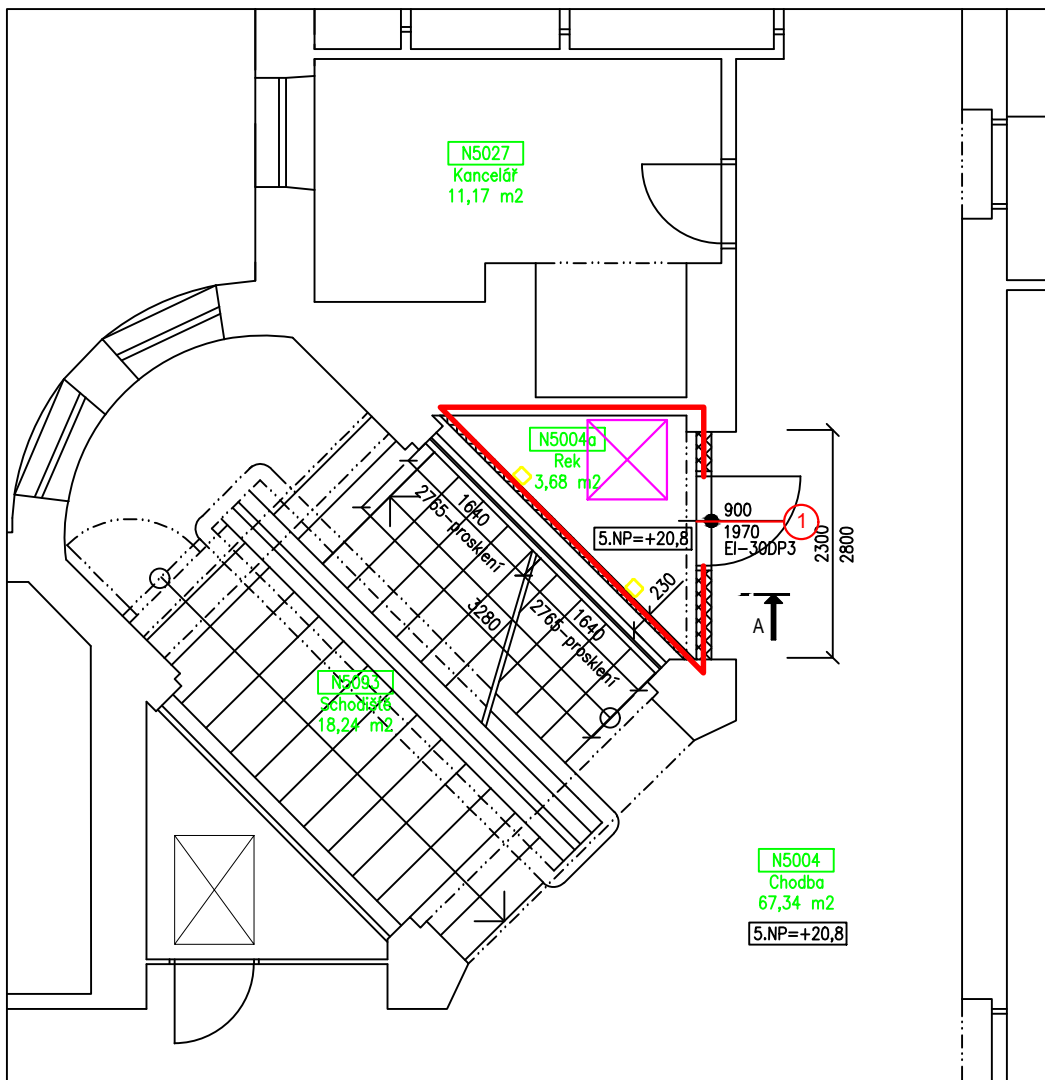 N5027
Kancelář
11,17 m2
N5004a
Rek
3,68 m2
5.NP=+20,8
900
1970
EI-30DP3
1
2300
2800
A
230
1640
2765-prosklení
3280
1640
2765-prosklení
N5093
Schodiště
18,24 m2
N5004
Chodba
67,34 m2
5.NP=+20,8